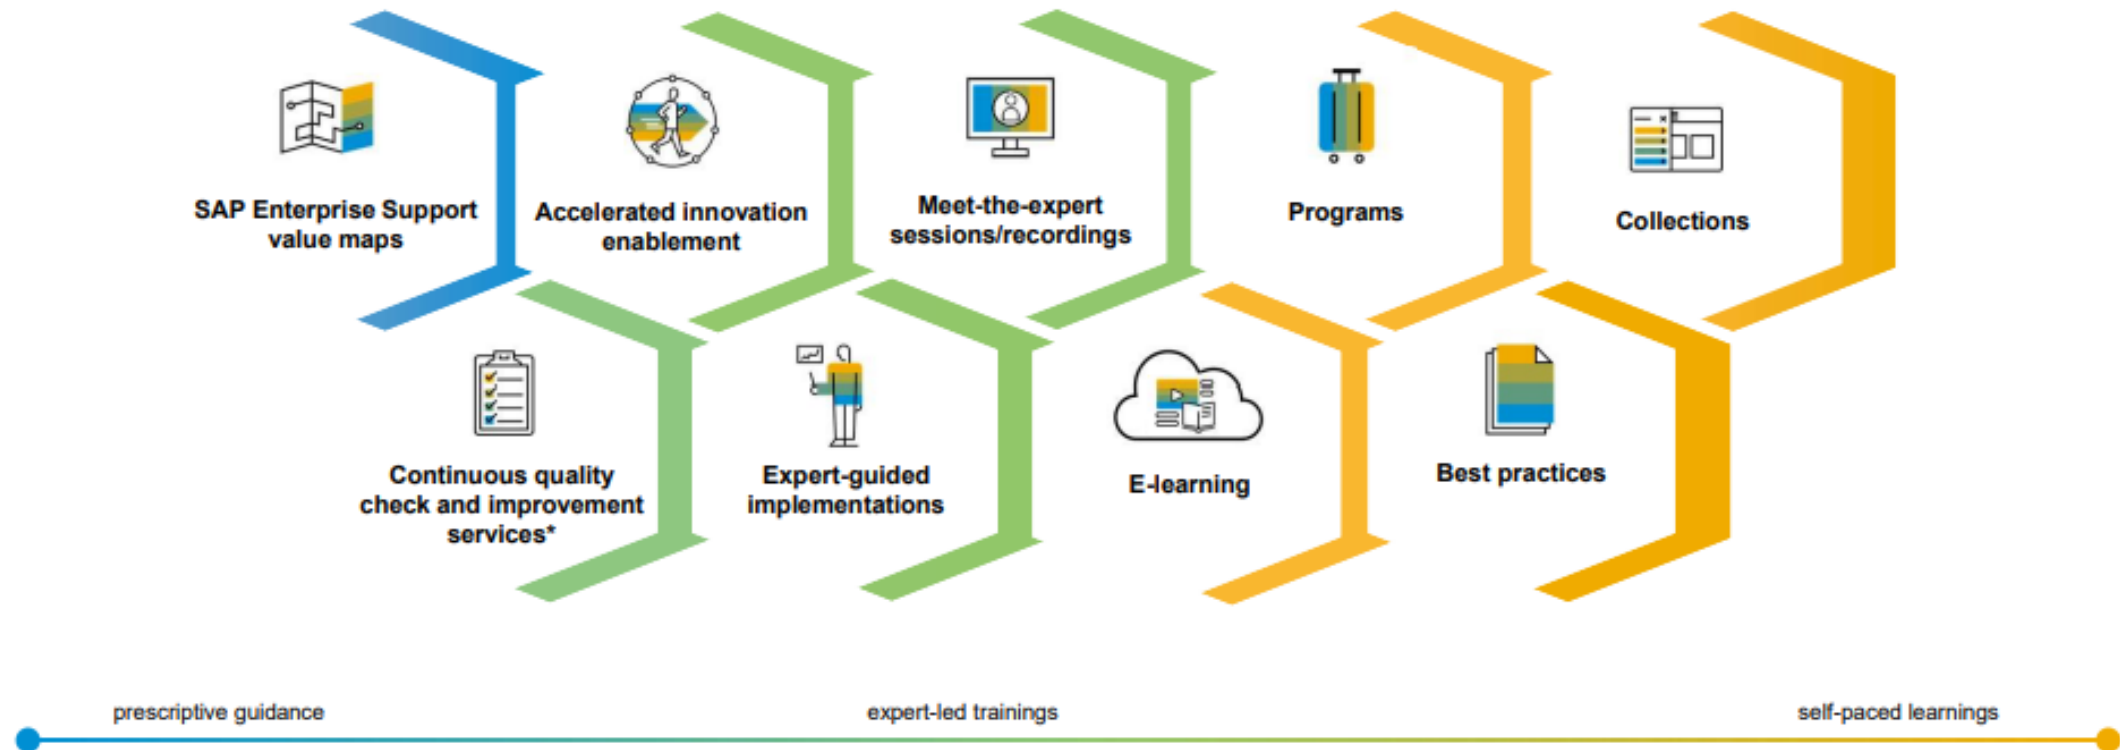 SAP Enterprise Support
value maps
Accelerated innovation
enablement
Meet-the-expert
sessions/recordings
Programs
Collections
Continuous quality
check and improvement
services*
Expert-guided
implementations
E-learning
Best practices
prescriptive guidance
expert-led trainings
self-paced learnings